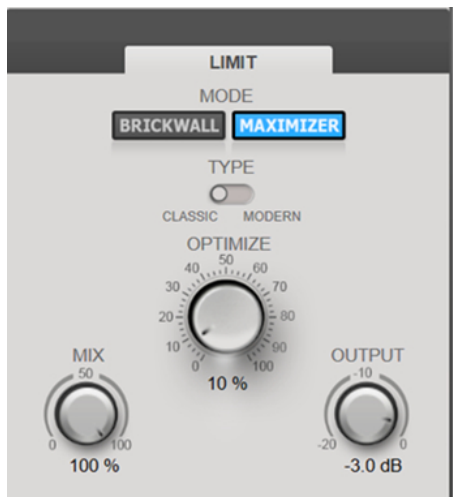 LIMIT
MODE
BRICKWALL MAXIMIZER
TYPE
CLASSIC MODERN
OPTIMIZE
0 10 20 30 40 50 60 70 80 90 100
10 %
MIX
0 50 100
100 %
OUTPUT
-20 -10 0
-3.0 dB